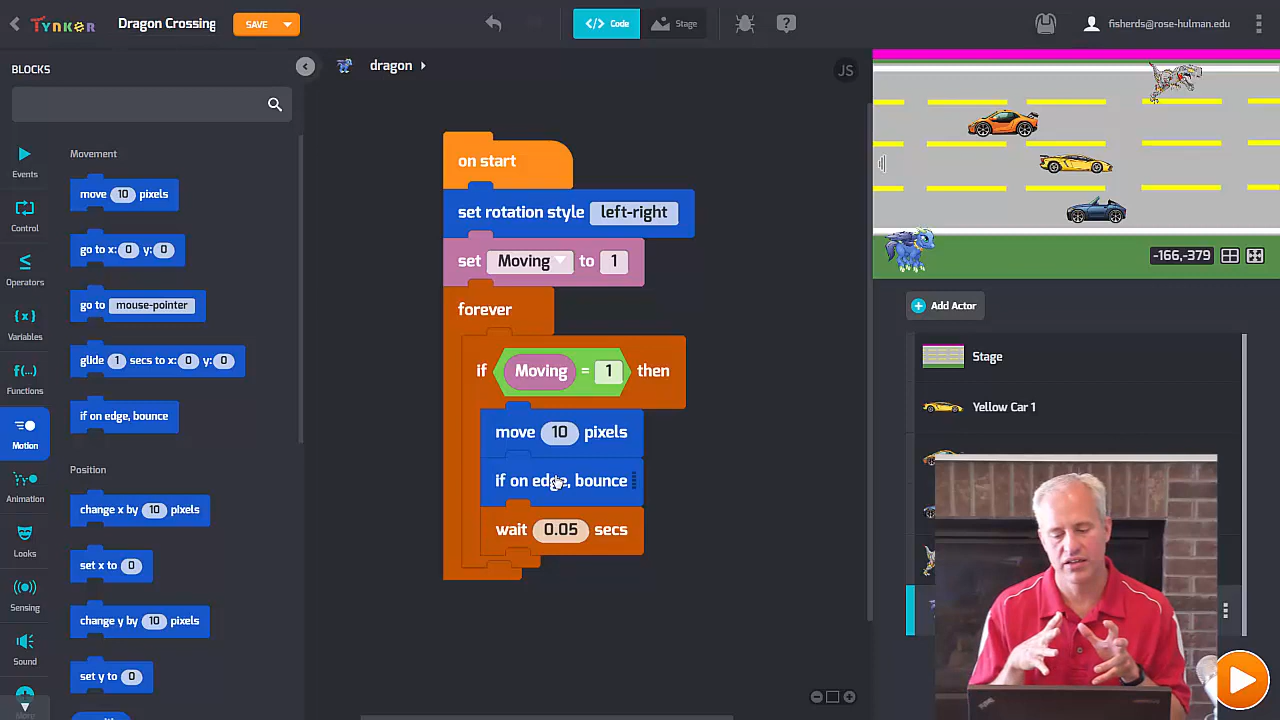 TYNKER
Dragon Crossing
SAVE
</> Code
Stage
?
fisherds@rose-hulman.edu
BLOCKS
dragon
JS
Events
Control
Operators
{x}
Variables
f(...)
Functions
Motion
Animation
Looks
Sensing
Sound
More
Movement
move 10 pixels
go to x: 0 y: 0
go to mouse-pointer
glide 1 secs to x: 0 y: 0
if on edge, bounce
Position
change x by 10 pixels
set x to 0
change y by 10 pixels
set y to 0
on start
set rotation style left-right
set Moving to 1
forever
if Moving = 1 then
move 10 pixels
if on edge, bounce
wait 0.05 secs
-166,-379
Add Actor
Stage
Yellow Car 1